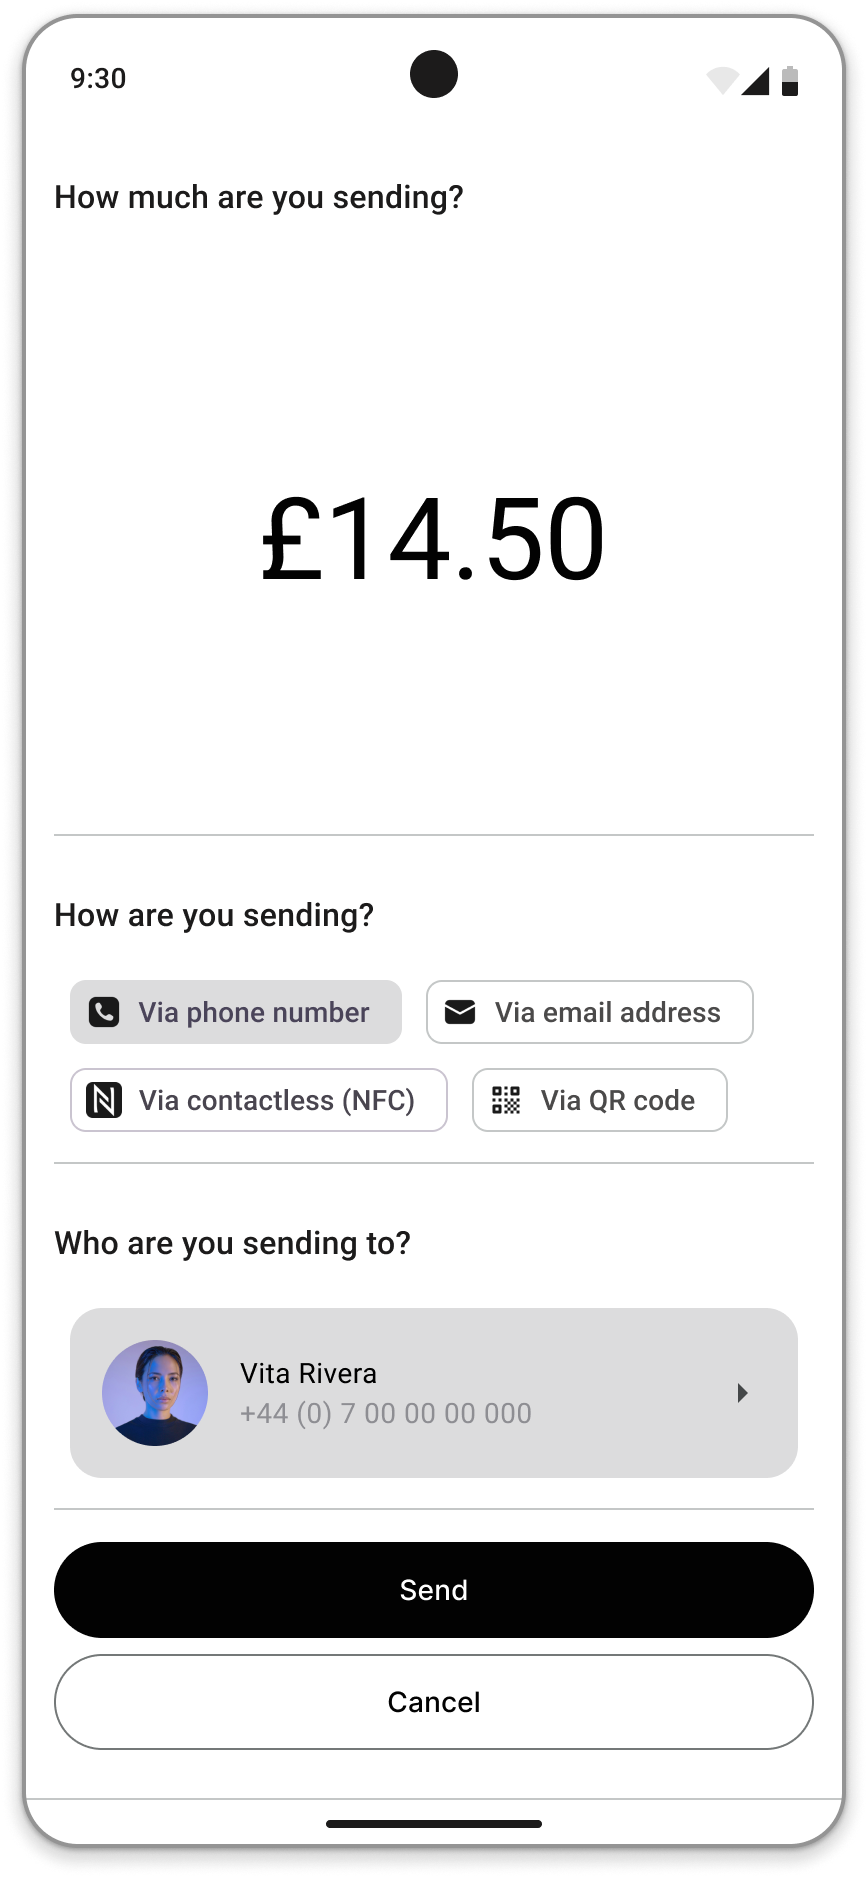 9:30
How much are you sending?
£14.50
How are you sending?
Via phone number
Via email address
Via contactless (NFC)
Via QR code
Who are you sending to?
Vita Rivera
+44 (0) 7 00 00 00 000
Send
Cancel